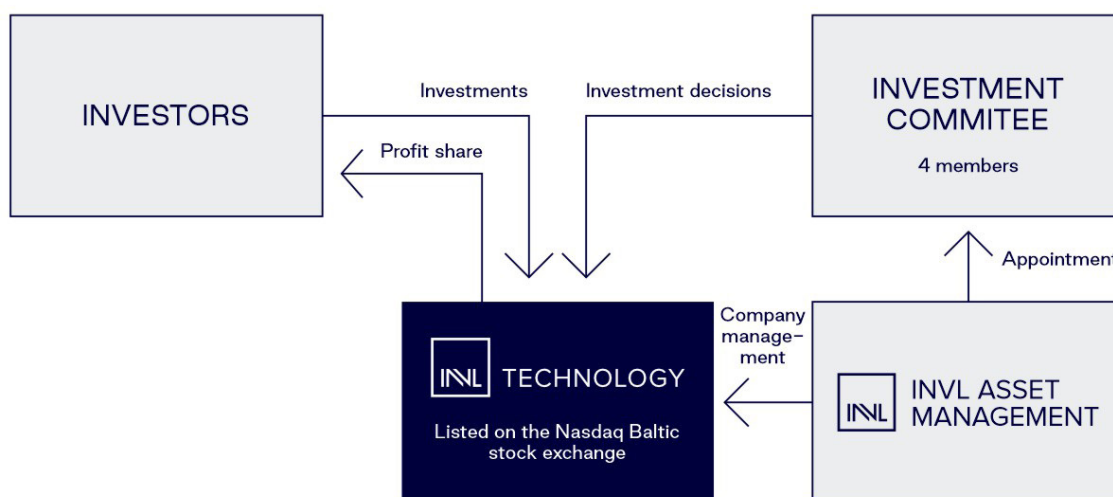 INVESTORS
Investments
Profit share
Investment decisions
INVESTMENT
COMMITEE
4 members
Appointment
INVL TECHNOLOGY
Listed on the Nasdaq Baltic
stock exchange
Company
manage-
ment
INVL INVL ASSET
MANAGEMENT